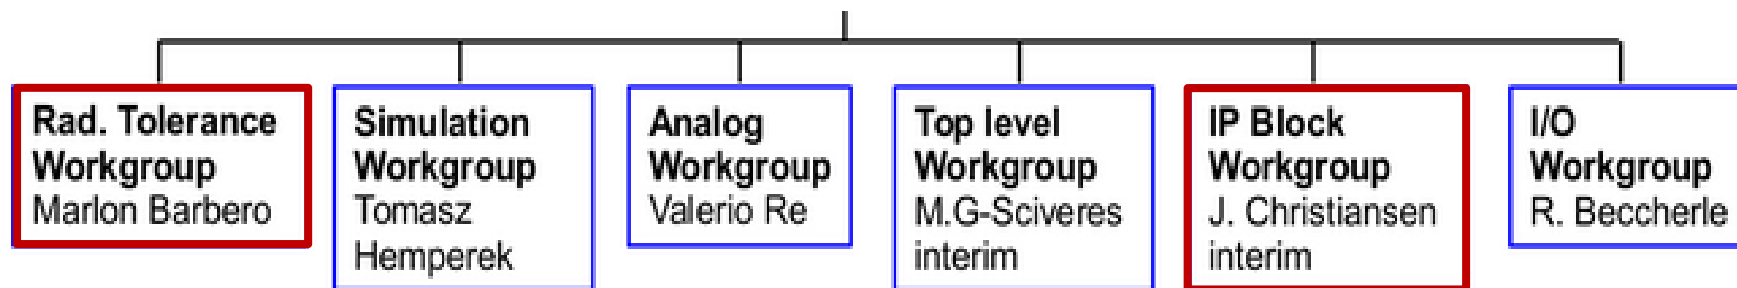 Rad. Tolerance
Workgroup
Marlon Barbero
Simulation
Workgroup
Tomasz
Hemperek
Analog
Workgroup
Valerio Re
Top level
Workgroup
M.G-Sciveres
interim
IP Block
Workgroup
J. Christiansen
interim
I/O
Workgroup
R. Beccherle